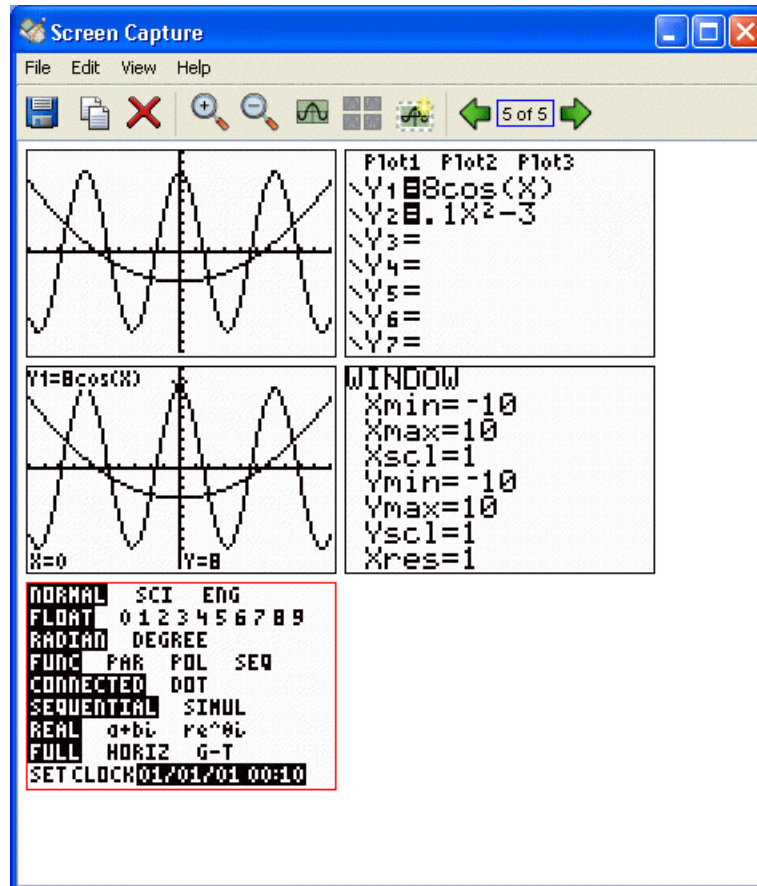 Screen Capture
File Edit View Help
5 of 5
Plot1 Plot2 Plot3
\Y1=8cos(X)
\Y2=.1X²-3
\Y3=
\Y4=
\Y5=
\Y6=
\Y7=
Y1=8cos(X)
X=0 Y=8
WINDOW
Xmin=-10
Xmax=10
Xscl=1
Ymin=-10
Ymax=10
Yscl=1
Xres=1
NORMAL SCI ENG
FLOAT 0 1 2 3 4 5 6 7 8 9
RADIAN DEGREE
FUNC PAR POL SEQ
CONNECTED DOT
SEQUENTIAL SIMUL
REAL a+bi re^θi
FULL HORIZ G-T
SET CLOCK 01/01/01 00:10